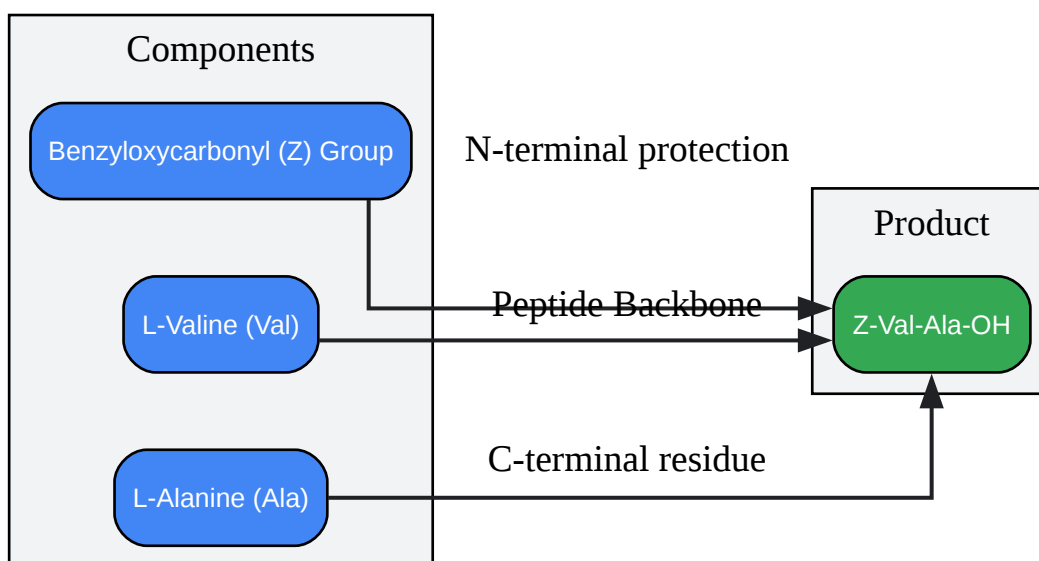 Components
Benzyloxycarbonyl (Z) Group
N-terminal protection
Product
L-Valine (Val)
Peptide Backbone
Z-Val-Ala-OH
L-Alanine (Ala)
C-terminal residue